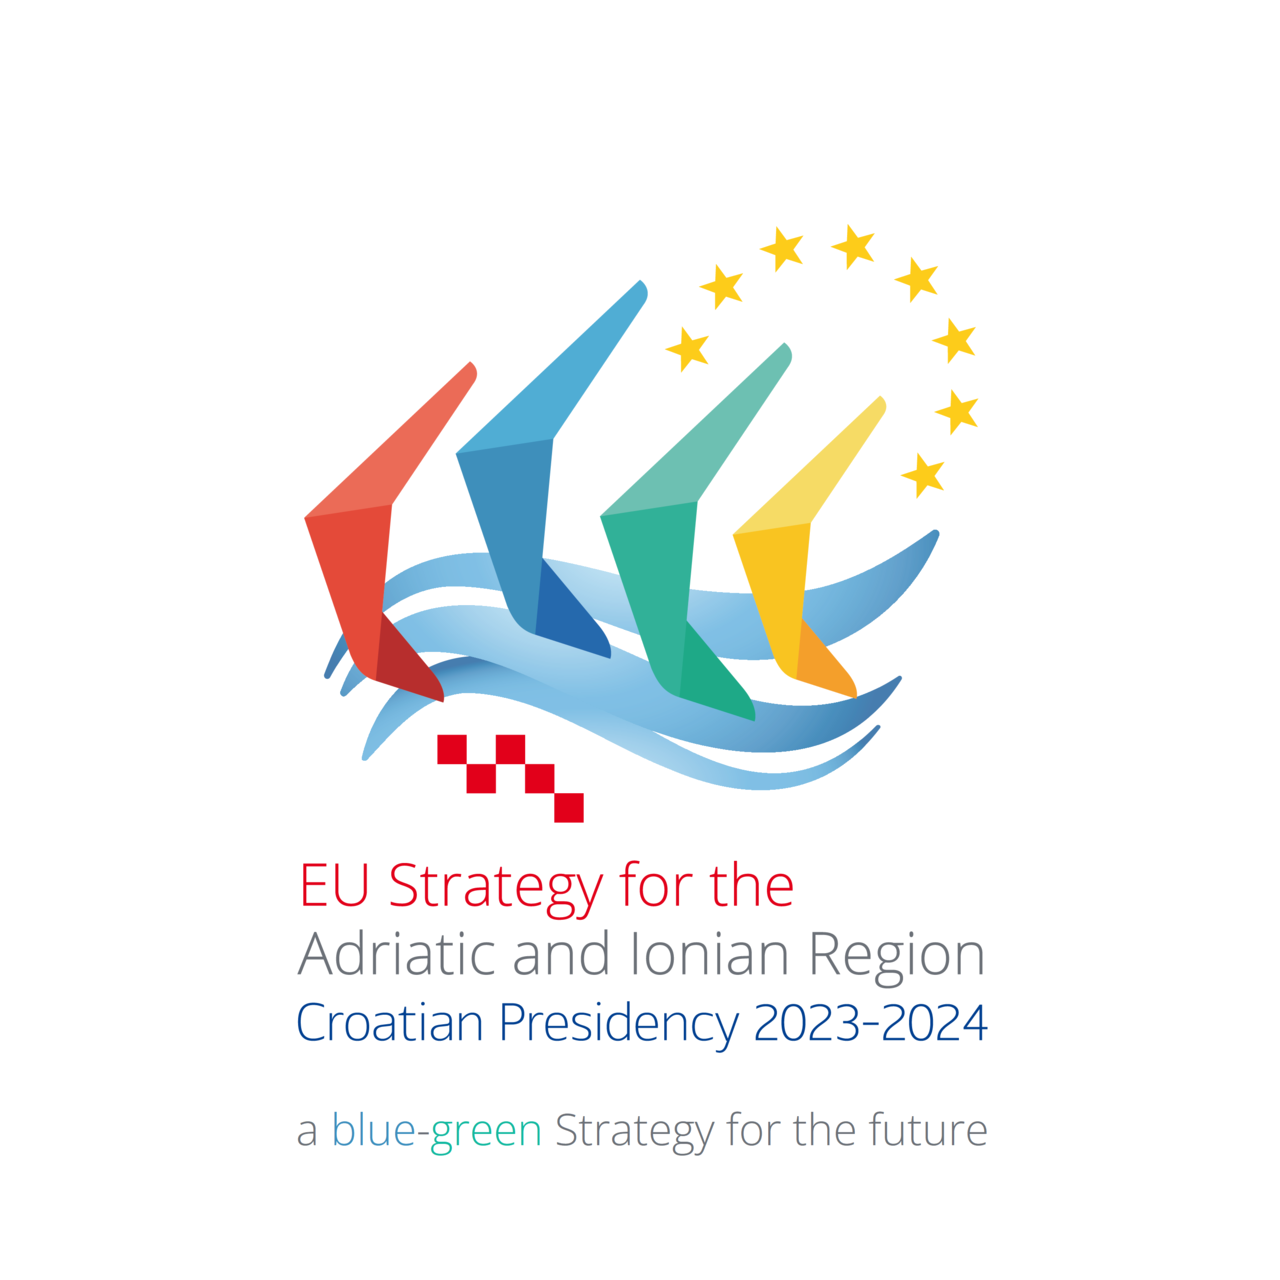 EU Strategy for the
Adriatic and Ionian Region
Croatian Presidency 2023-2024
a blue-green Strategy for the future